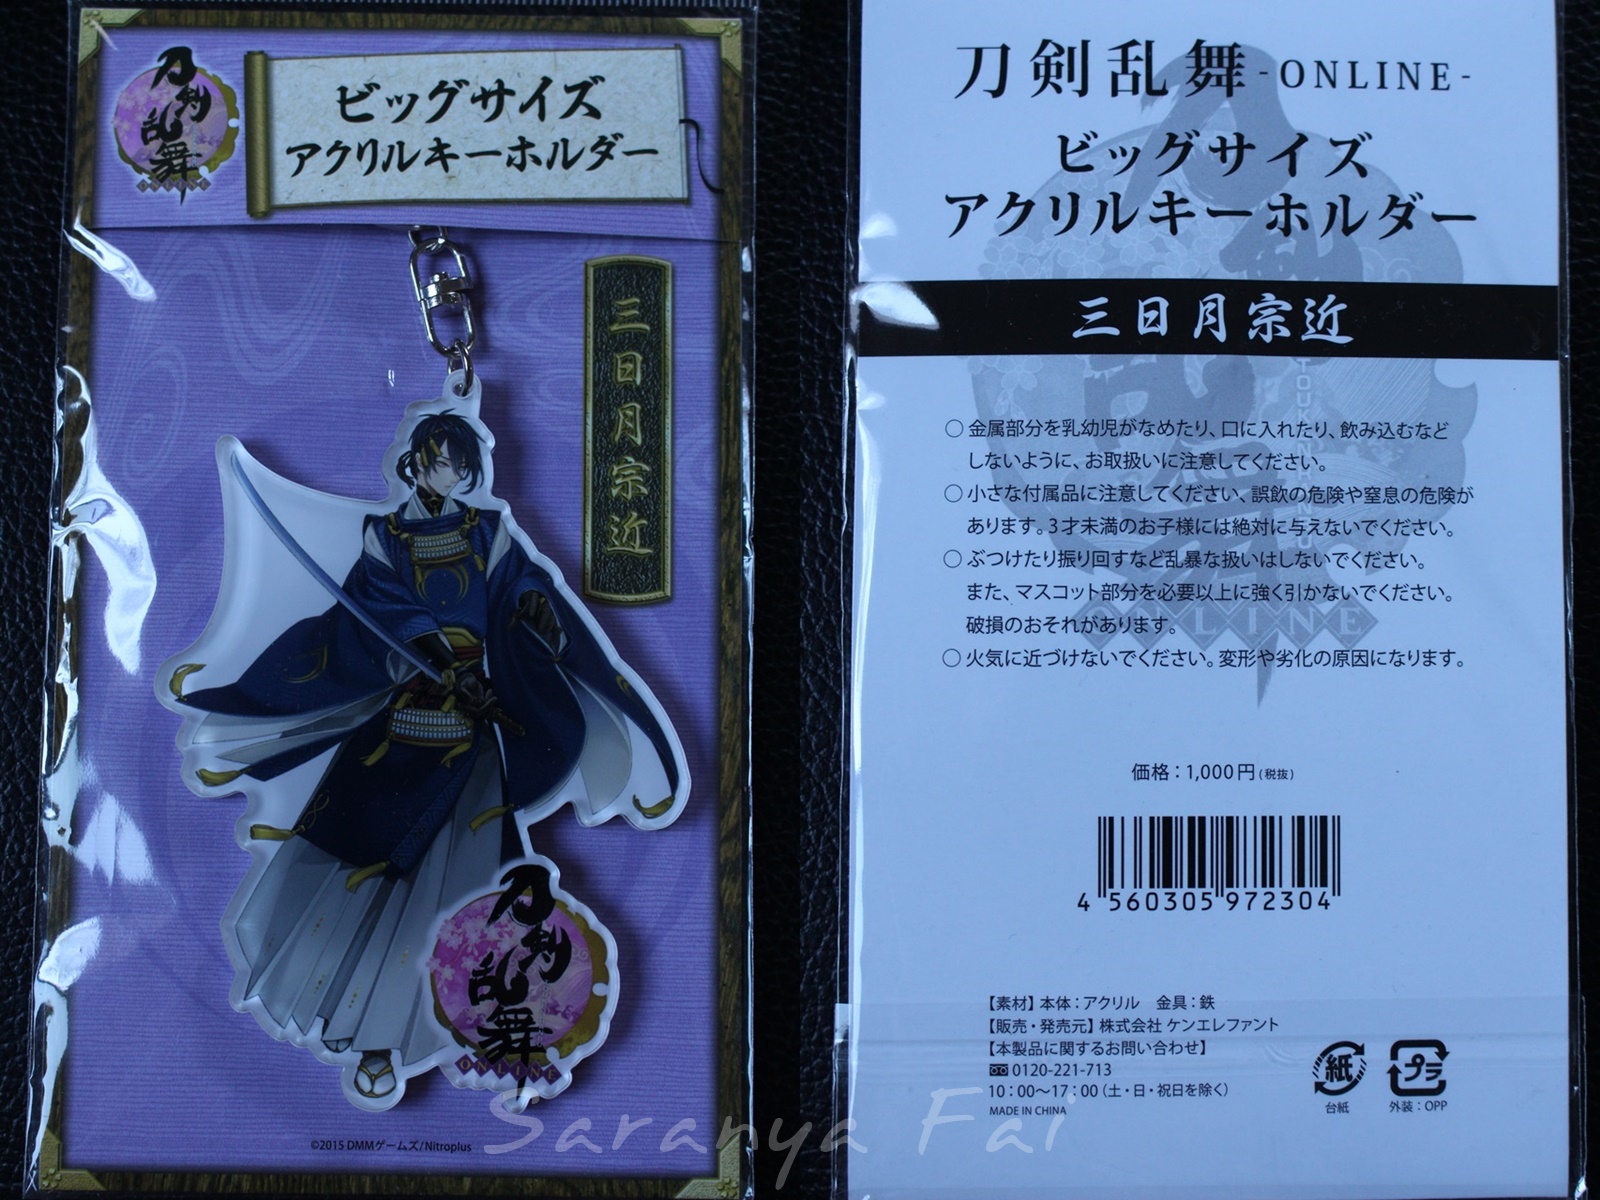 刀剣乱舞
ONLINE
ビッグサイズ
アクリルキーホルダー
三日月宗近
刀剣乱舞
ONLINE
©2015 DMMゲームズ/Nitroplus
刀剣乱舞-ONLINE-
ビッグサイズ
アクリルキーホルダー
三日月宗近
○金属部分を乳幼児がなめたり、口に入れたり、飲み込むなど
しないように、お取扱いに注意してください。
○小さな付属品に注意してください、誤飲の危険や窒息の危険が
あります。3才未満のお子様には絶対に与えないでください。
○ぶつけたり振り回すなど乱暴な扱いはしないでください。
また、マスコット部分を必要以上に強く引かないでください。
破損のおそれがあります。
○火気に近づけないでください。変形や劣化の原因になります。
ONLINE
価格：1,000円(税抜)
4 560305 972304
【素材】本体：アクリル 金具：鉄
【販売・発売元】株式会社 ケンエレファント
【本製品に関するお問い合わせ】
0120-221-713
10：00〜17：00（土・日・祝日を除く）
MADE IN CHINA
紙
台紙
プラ
外装：OPP
Saranya Fai